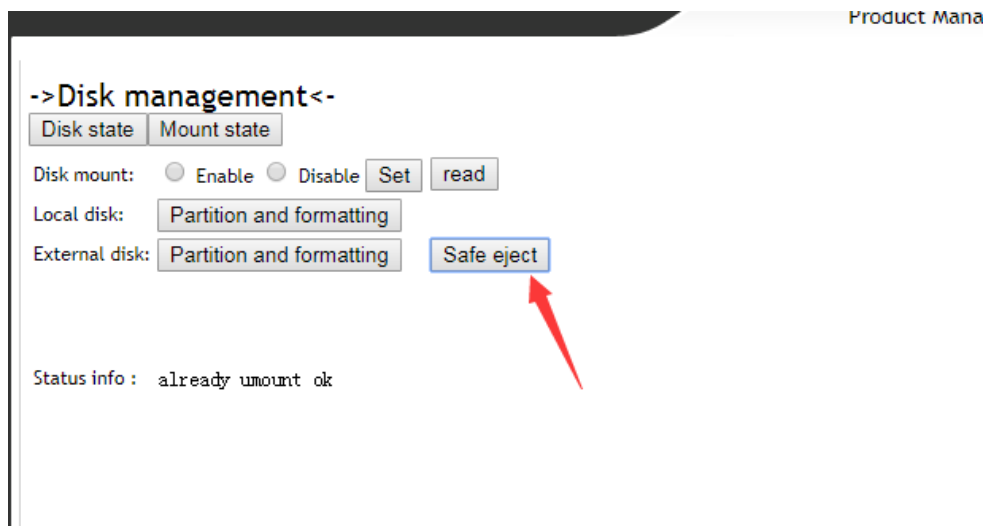 Product Mana
->Disk management<-
Disk state Mount state
Disk mount: Enable Disable Set read
Local disk: Partition and formatting
External disk: Partition and formatting Safe eject
Status info : already umount ok